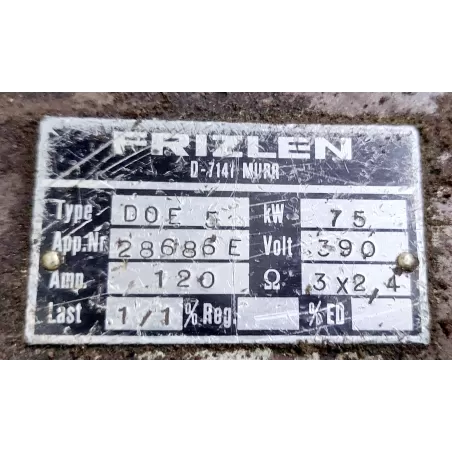 FRIZLEN
D-7141 MURR
Type DOE 5 kW 75
App.Nr 28686E Volt 390
Amp. 120 Ω 3x2,4
Last 1/1 % Reg. % ED